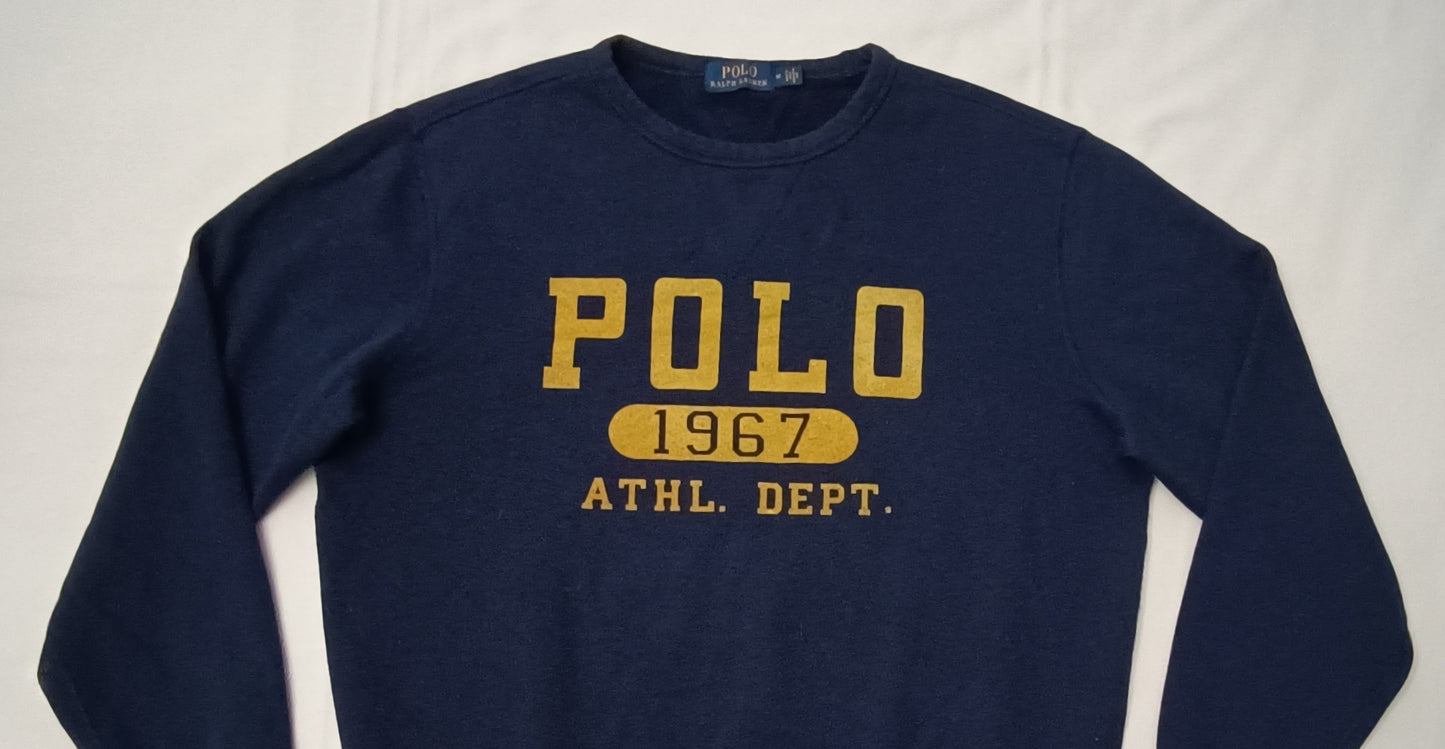 POLO
RALPH LAUREN
POLO
1967
ATHL. DEPT.